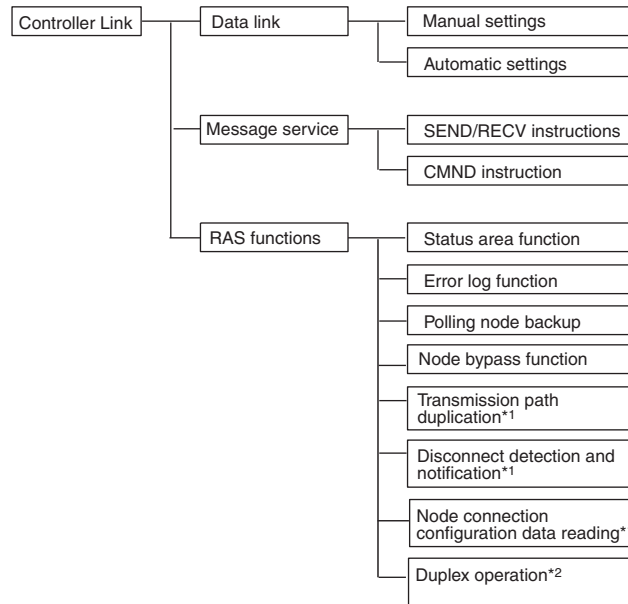 Controller Link
Data link
Manual settings
Automatic settings
Message service
SEND/RECV instructions
CMND instruction
RAS functions
Status area function
Error log function
Polling node backup
Node bypass function
Transmission path
duplication*1
Disconnect detection and
notification*1
Node connection
configuration data reading*
Duplex operation*2